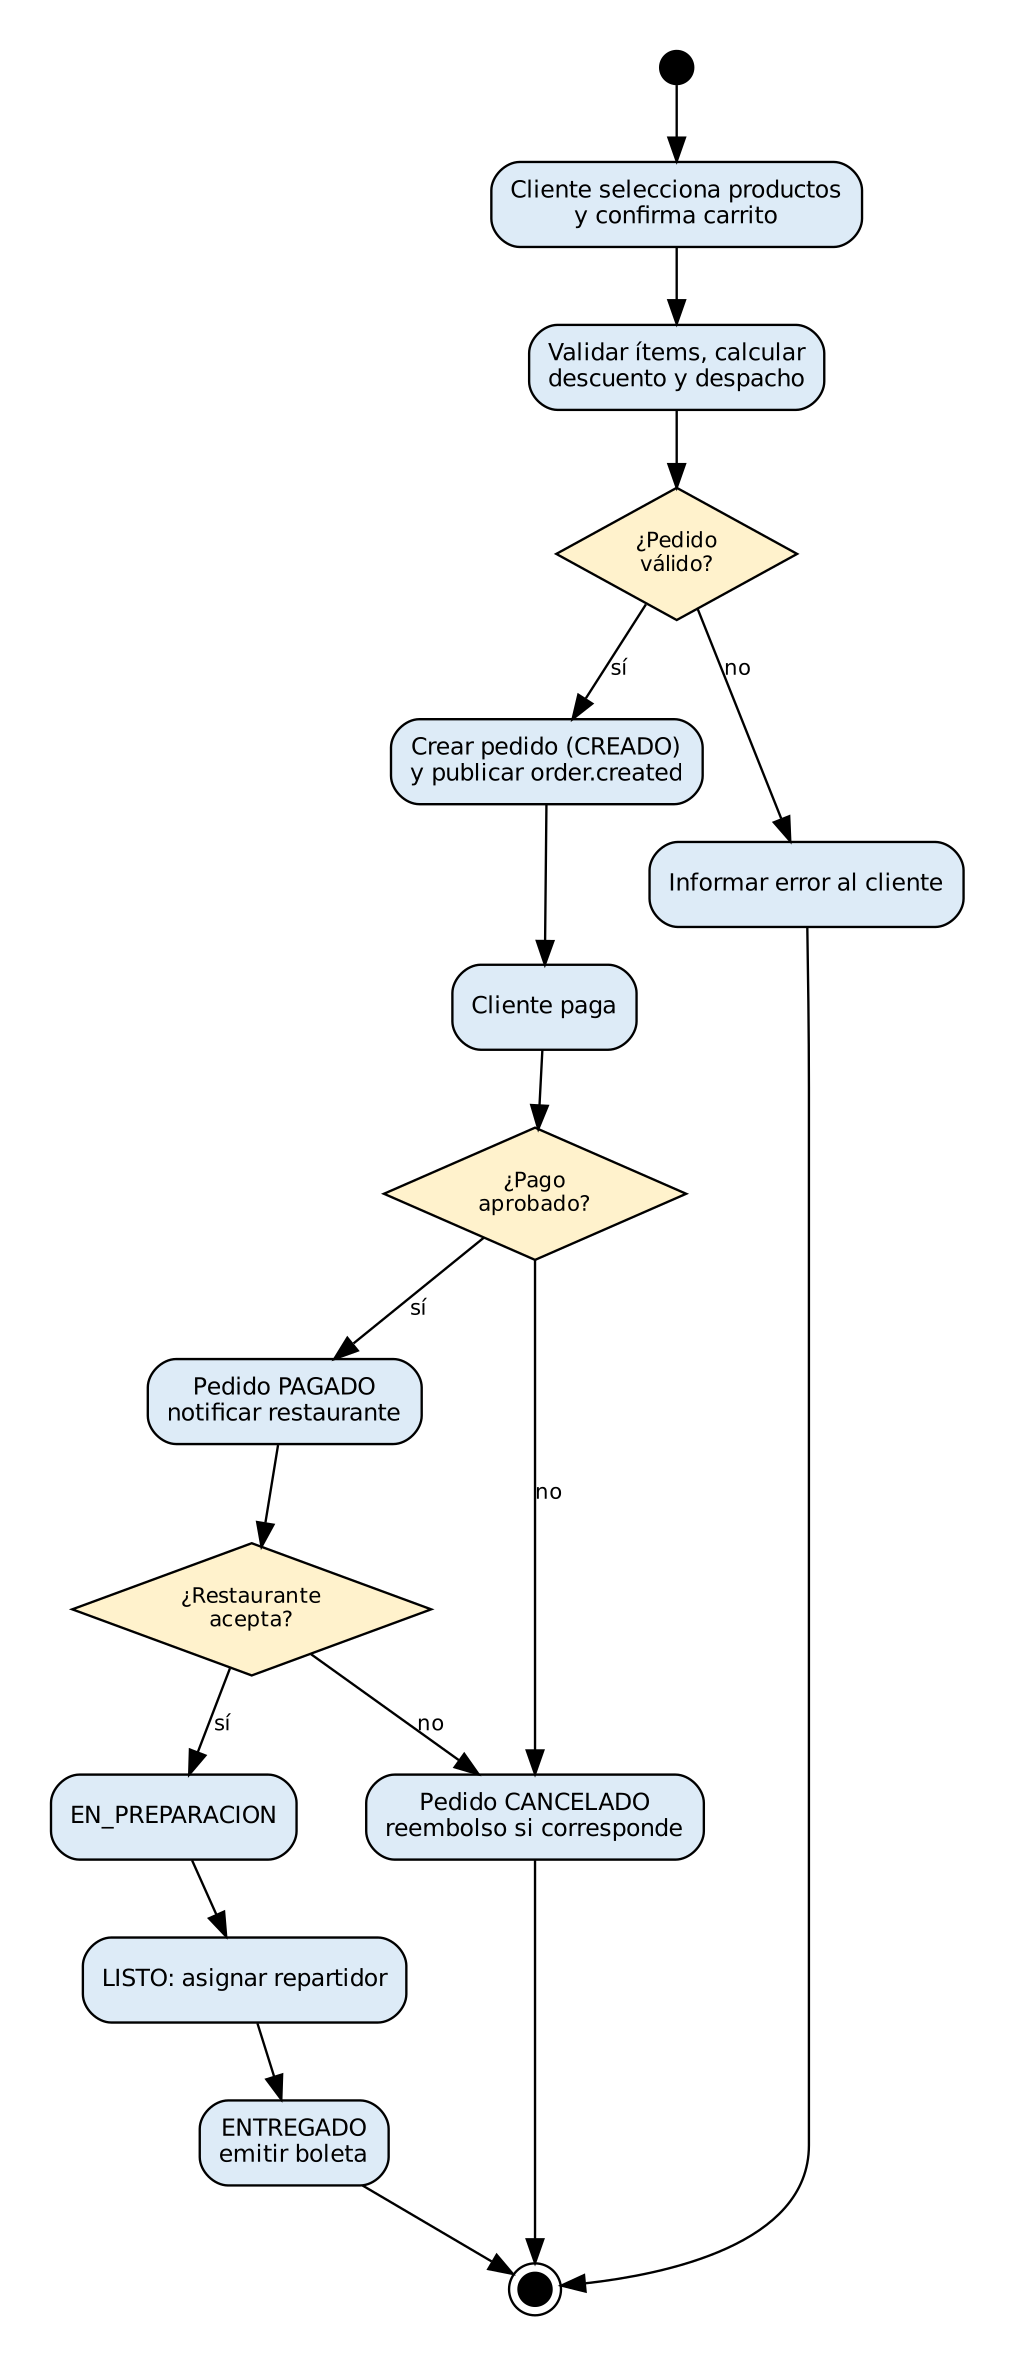 Cliente selecciona productos
y confirma carrito
Validar ítems, calcular
descuento y despacho
¿Pedido
válido?
sí
no
Crear pedido (CREADO)
y publicar order.created
Informar error al cliente
Cliente paga
¿Pago
aprobado?
sí
Pedido PAGADO
notificar restaurante
no
¿Restaurante
acepta?
sí
no
EN_PREPARACION
Pedido CANCELADO
reembolso si corresponde
LISTO: asignar repartidor
ENTREGADO
emitir boleta